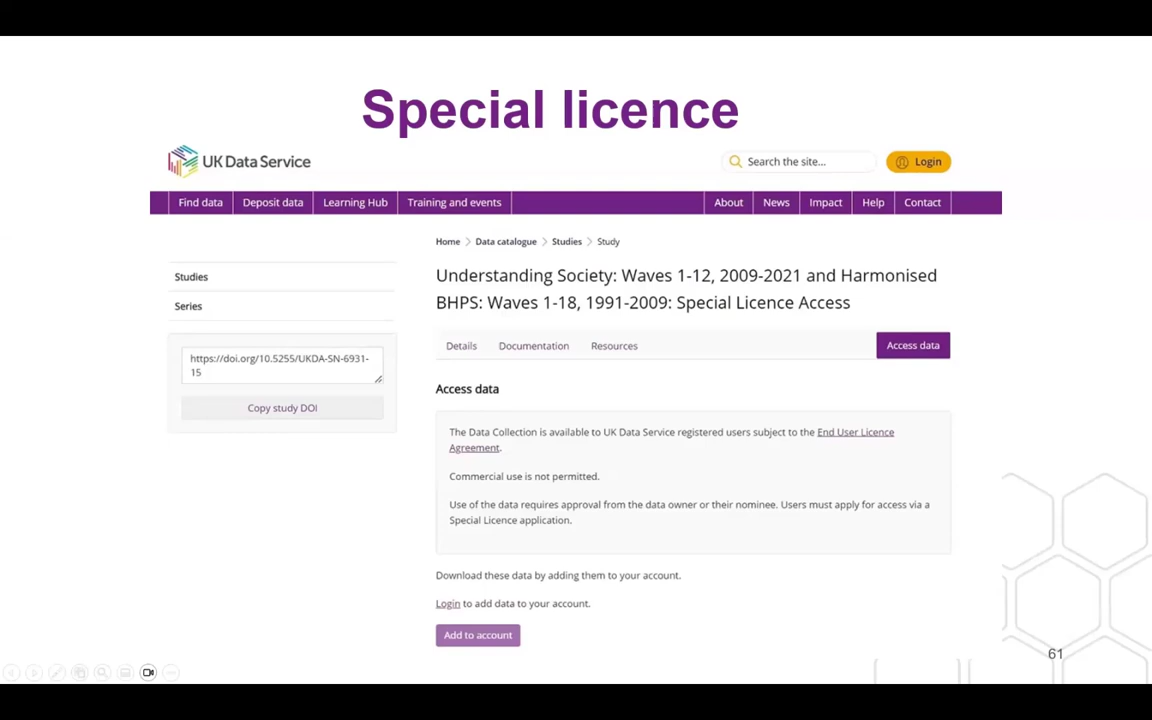 Special licence
UK Data Service
Search the site...
Login
Find data
Deposit data
Learning Hub
Training and events
About
News
Impact
Help
Contact
Home > Data catalogue > Studies > Study
Studies
Series
https://doi.org/10.5255/UKDA-SN-6931-
15
Copy study DOI
Understanding Society: Waves 1-12, 2009-2021 and Harmonised
BHPS: Waves 1-18, 1991-2009: Special Licence Access
Details
Documentation
Resources
Access data
Access data
The Data Collection is available to UK Data Service registered users subject to the End User Licence
Agreement.
Commercial use is not permitted.
Use of the data requires approval from the data owner or their nominee. Users must apply for access via a
Special Licence application.
Download these data by adding them to your account.
Login to add data to your account.
Add to account
61